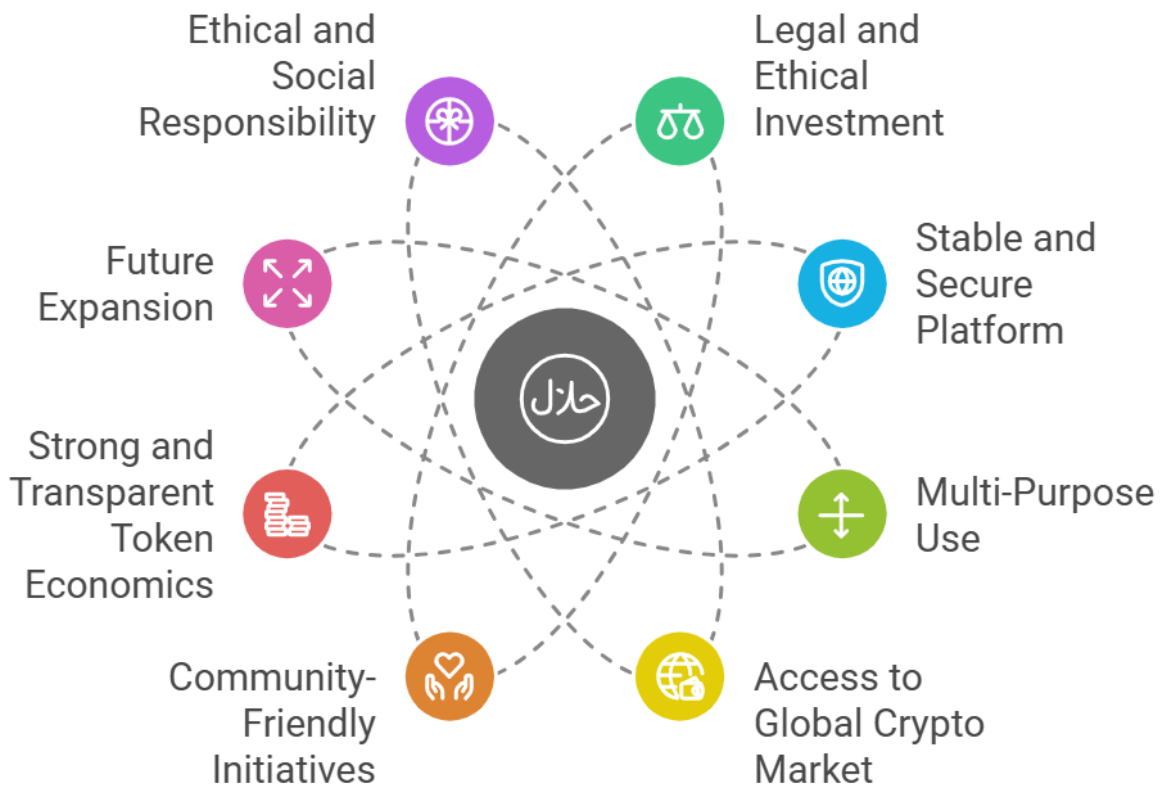 Ethical and
Social
Responsibility
Legal and
Ethical
Investment
Future
Expansion
Stable and
Secure
Platform
حلال
Strong and
Transparent
Token
Economics
Multi-Purpose
Use
Community-
Friendly
Initiatives
Access to
Global Crypto
Market